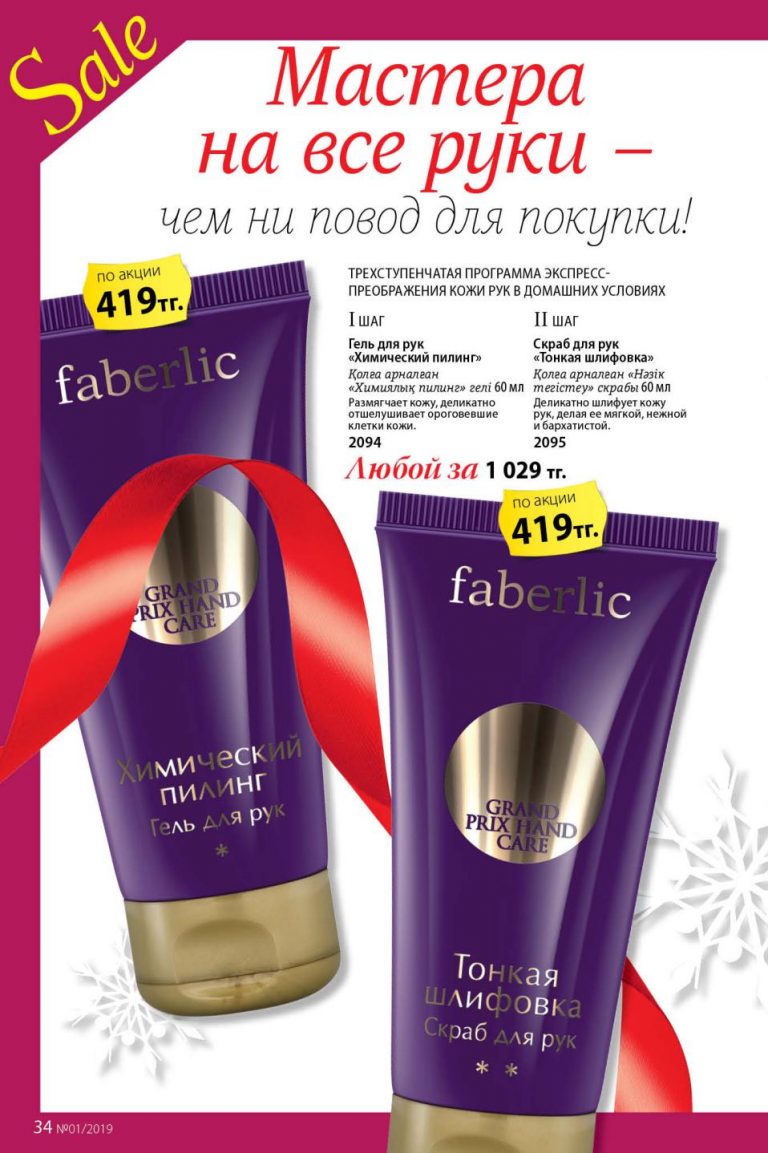 Sale
Мастера
на все руки –
чем ни повод для покупки!
по акции
419тг.
ТРЕХСТУПЕНЧАТАЯ ПРОГРАММА ЭКСПРЕСС-
ПРЕОБРАЖЕНИЯ КОЖИ РУК В ДОМАШНИХ УСЛОВИЯХ
I ШАГ
Гель для рук
«Химический пилинг»
Қолға арналған
«Химиялық пилинг» гелі 60 мл
Размягчает кожу, деликатно
отшелушивает ороговевшие
клетки кожи.
2094
II ШАГ
Скраб для рук
«Тонкая шлифовка»
Қолға арналған «Нәзік
тегістеу» скрабы 60 мл
Деликатно шлифует кожу
рук, делая ее мягкой, нежной
и бархатистой.
2095
Любой за 1 029 тг.
по акции
419тг.
faberlic
GRAND
PRIX HAND
CARE
Химический
пилинг
Гель для рук
*
faberlic
GRAND
PRIX HAND
CARE
Тонкая
шлифовка
Скраб для рук
* *
34 №01/2019